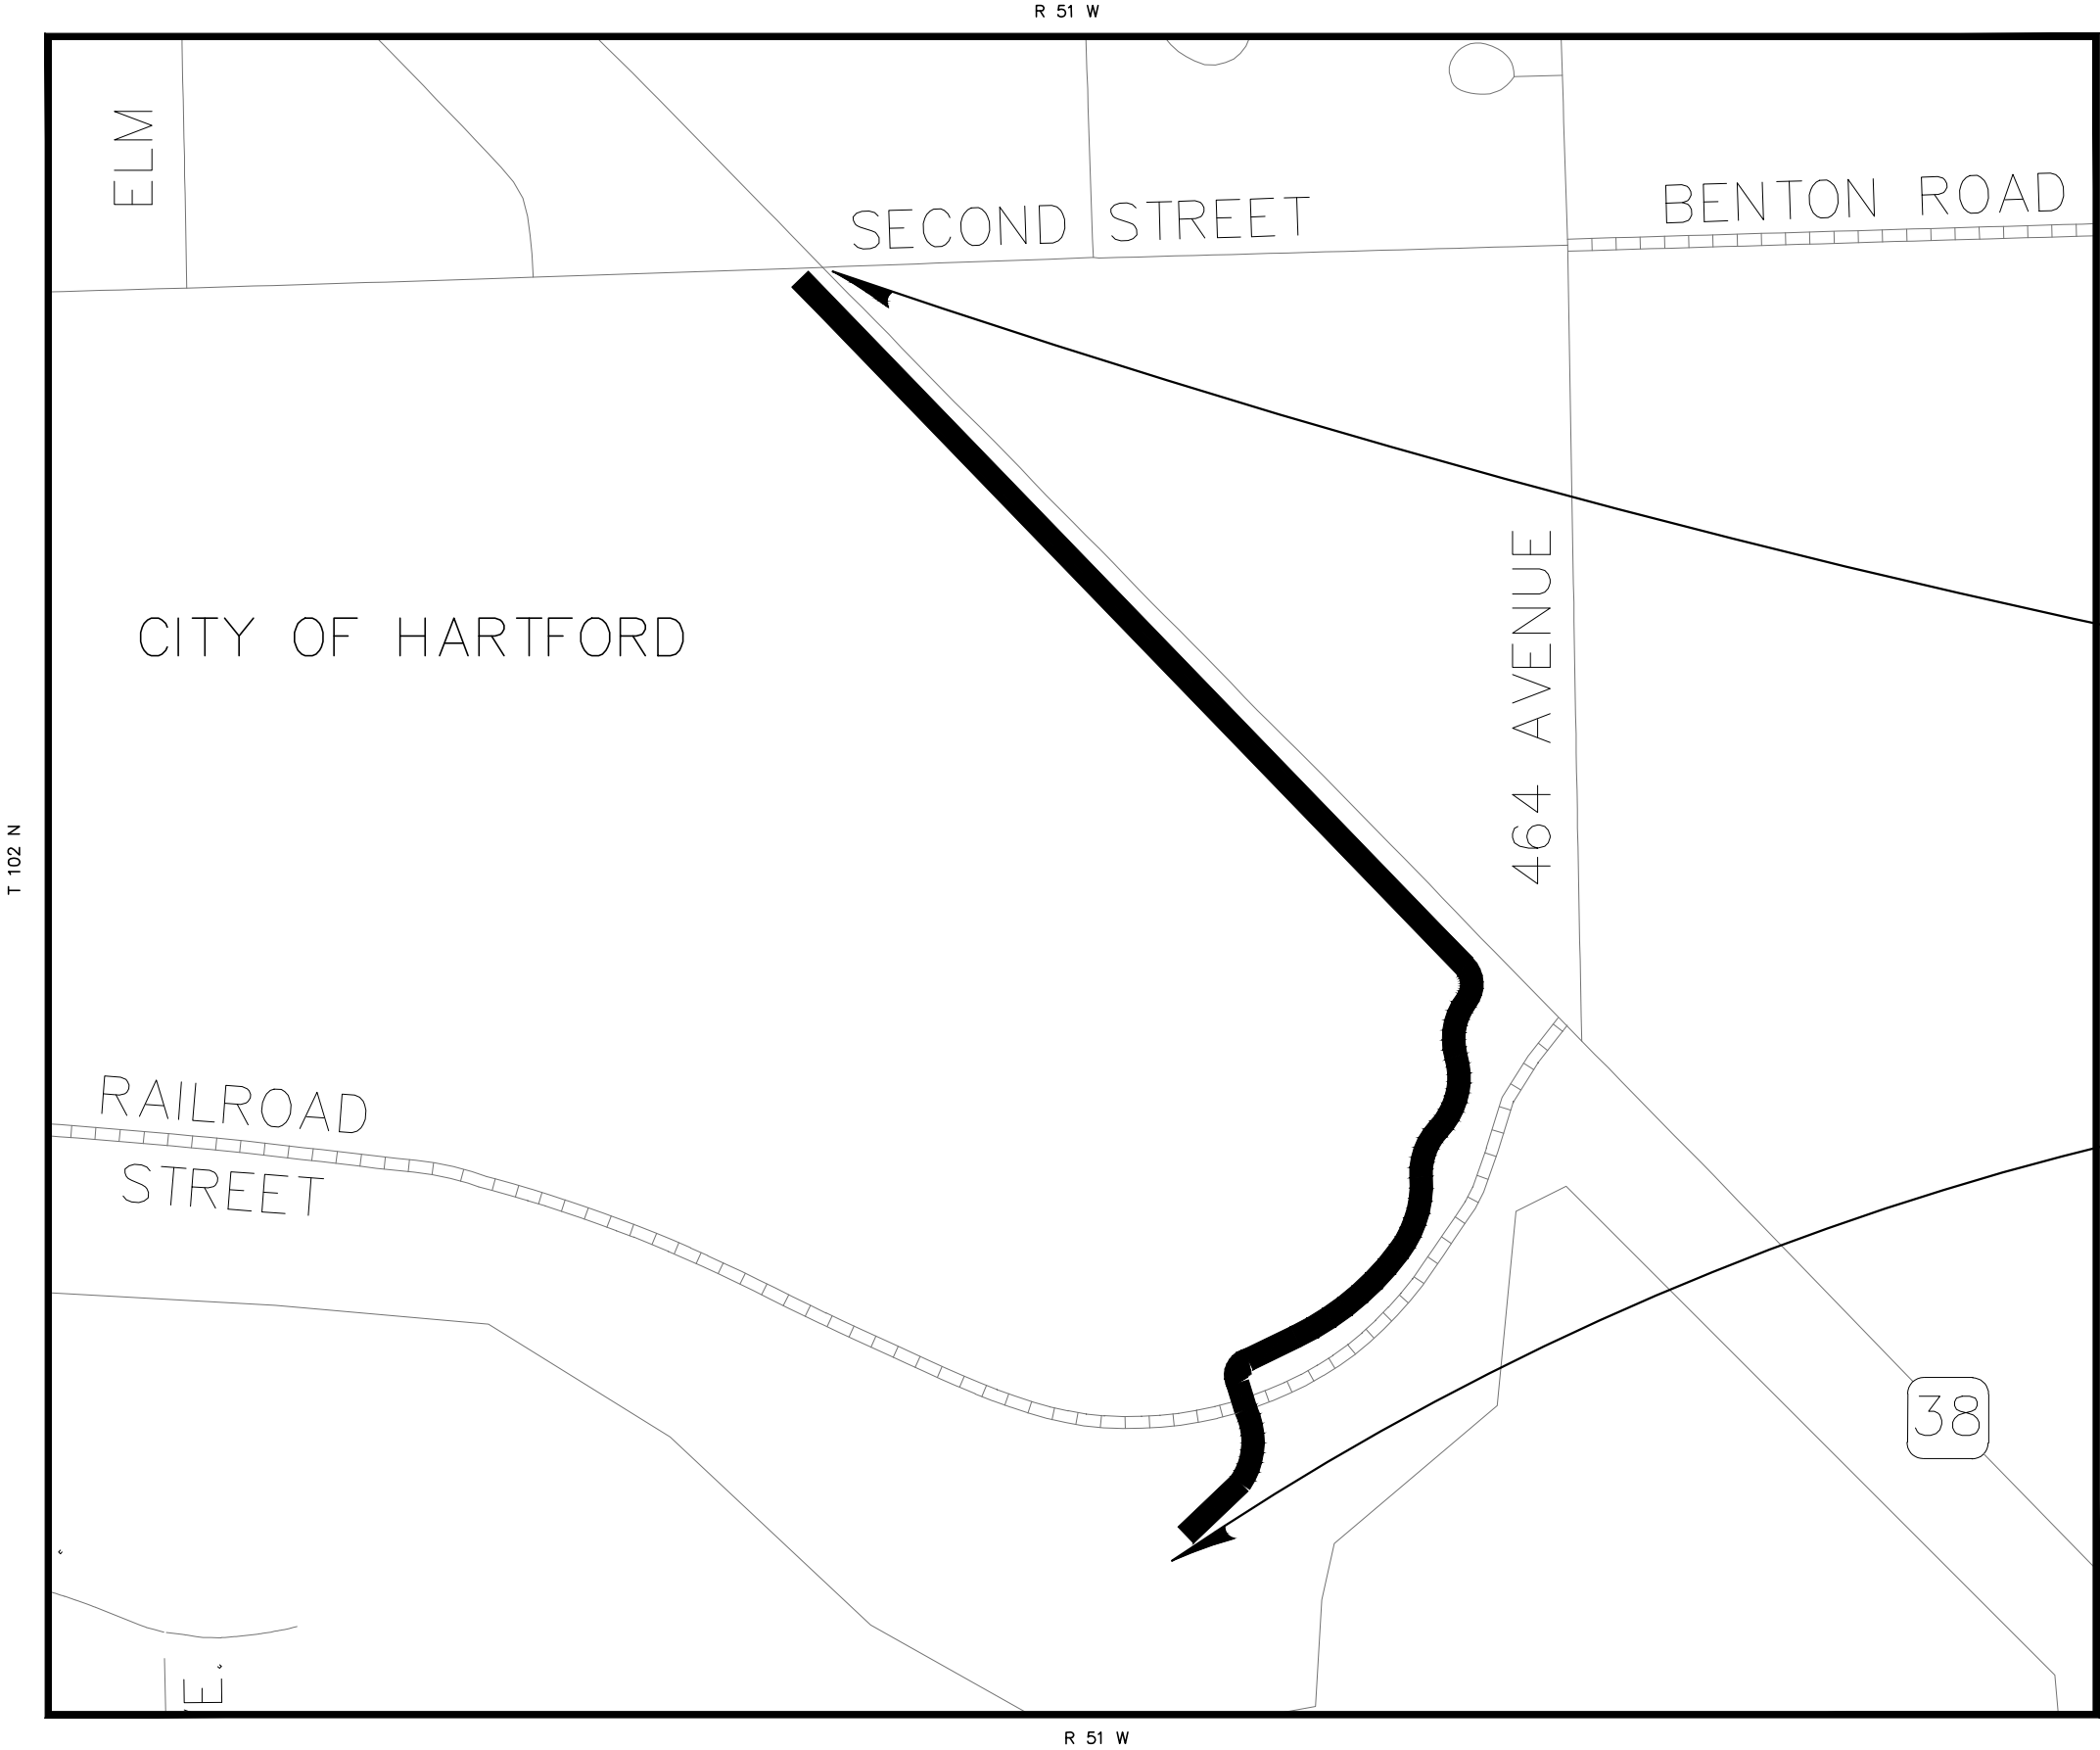 R 51 W
ELM
SECOND STREET
BENTON ROAD
CITY OF HARTFORD
464 AVENUE
T 102 N
RAILROAD
STREET
38
E
R 51 W